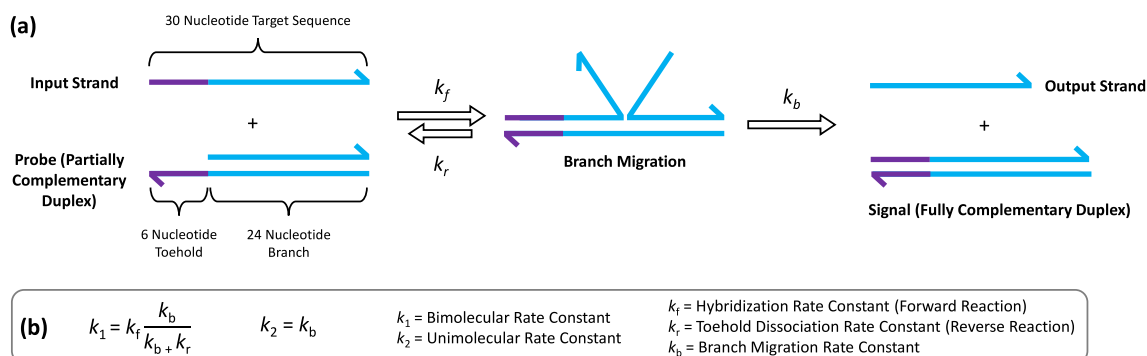 (a)
30 Nucleotide Target Sequence
Input Strand
+
Probe (Partially
Complementary
Duplex)
6 Nucleotide
Toehold
24 Nucleotide
Branch
k_f
k_r
Branch Migration
k_b
Output Strand
+
Signal (Fully Complementary Duplex)
(b)
k_1 = k_f \frac{k_b}{k_{b +} k_r}
k_2 = k_b
k_1 = Bimolecular Rate Constant
k_2 = Unimolecular Rate Constant
k_f = Hybridization Rate Constant (Forward Reaction)
k_r = Toehold Dissociation Rate Constant (Reverse Reaction)
k_b = Branch Migration Rate Constant